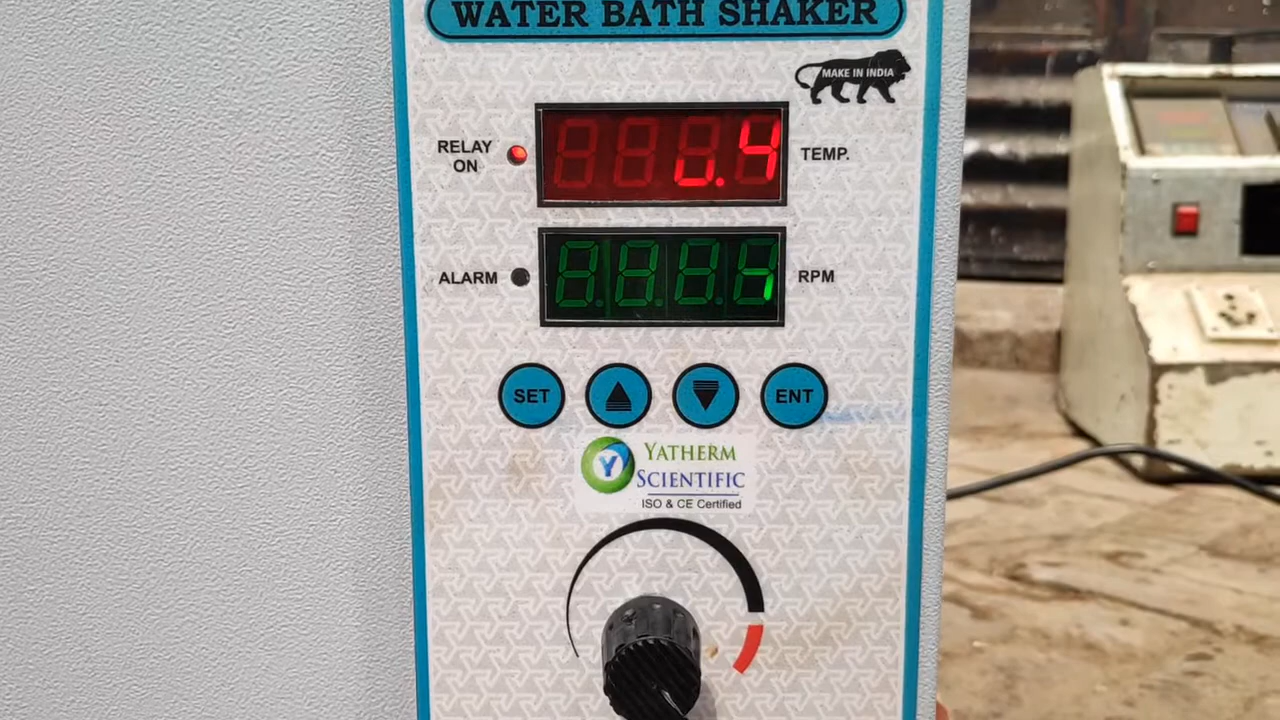 WATER BATH SHAKER
MAKE IN INDIA
RELAY
ON
TEMP.
ALARM
RPM
SET
ENT
Y
YATHERM
SCIENTIFIC
ISO & CE Certified